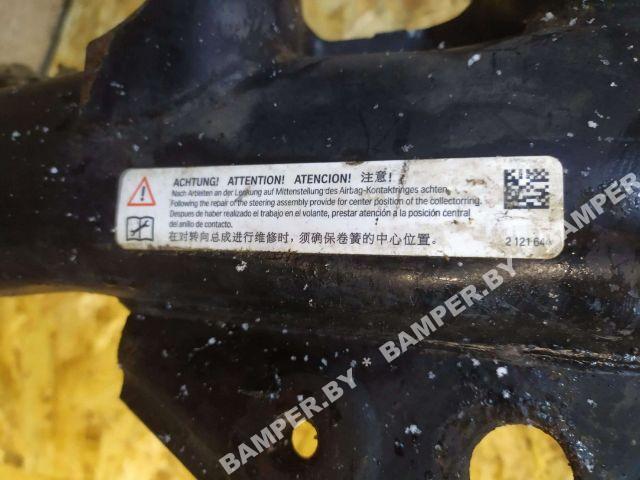 ACHTUNG! ATTENTION! ATENCION! 注意!
Nach Arbeiten an der Lenkung auf Mittenstellung des Airbag-Kontaktringes achten.
Following the repair of the steering assembly provide for center position of the collectorring.
Despues de haber realizado el trabajo en el volante, prestar atención a la posición central
del anillo de contacto.
在对转向总成进行维修时, 须确保卷簧的中心位置。
2 121 64
BAMPER.BY * BAMPER.BY * BAMPER.BY